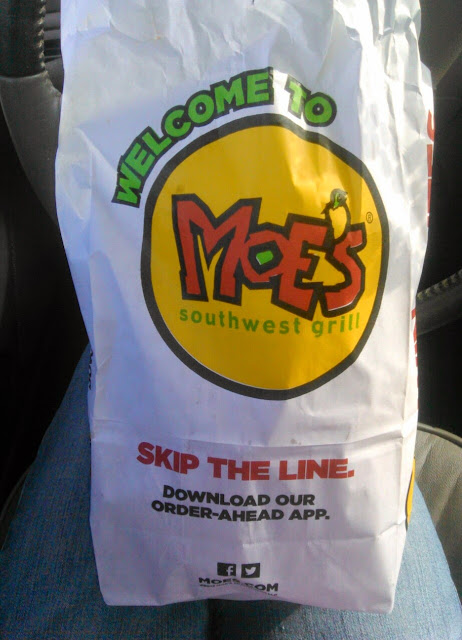 WELCOME TO
MOE'S®
southwest grill
SKIP THE LINE.
DOWNLOAD OUR
ORDER-AHEAD APP.
MOES.COM